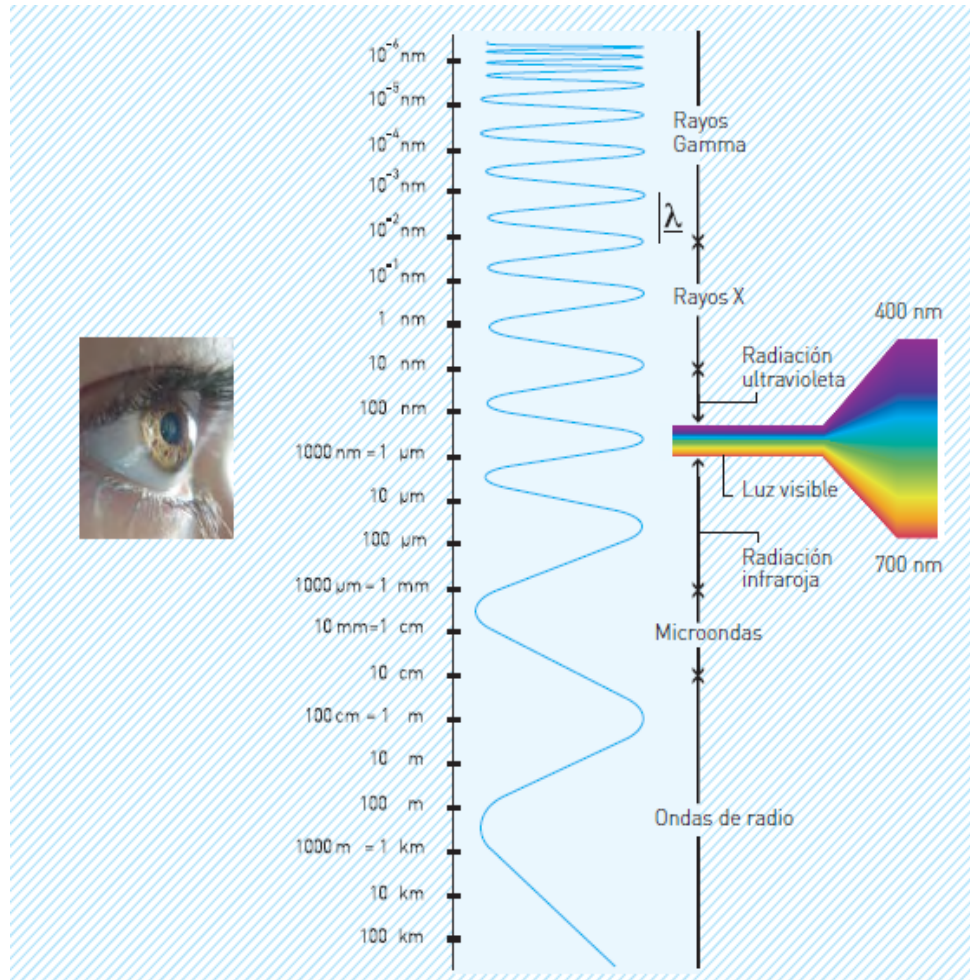 10⁻⁶ nm
10⁻⁵ nm
10⁻⁴ nm
10⁻³ nm
10⁻² nm
10⁻¹ nm
1 nm
10 nm
100 nm
1000 nm = 1 µm
10 µm
100 µm
1000 µm = 1 mm
10 mm=1 cm
10 cm
100 cm = 1 m
10 m
100 m
1000 m = 1 km
10 km
100 km
Rayos
Gamma
λ
Rayos X
400 nm
Radiación
ultravioleta
Luz visible
Radiación
infraroja
700 nm
Microondas
Ondas de radio